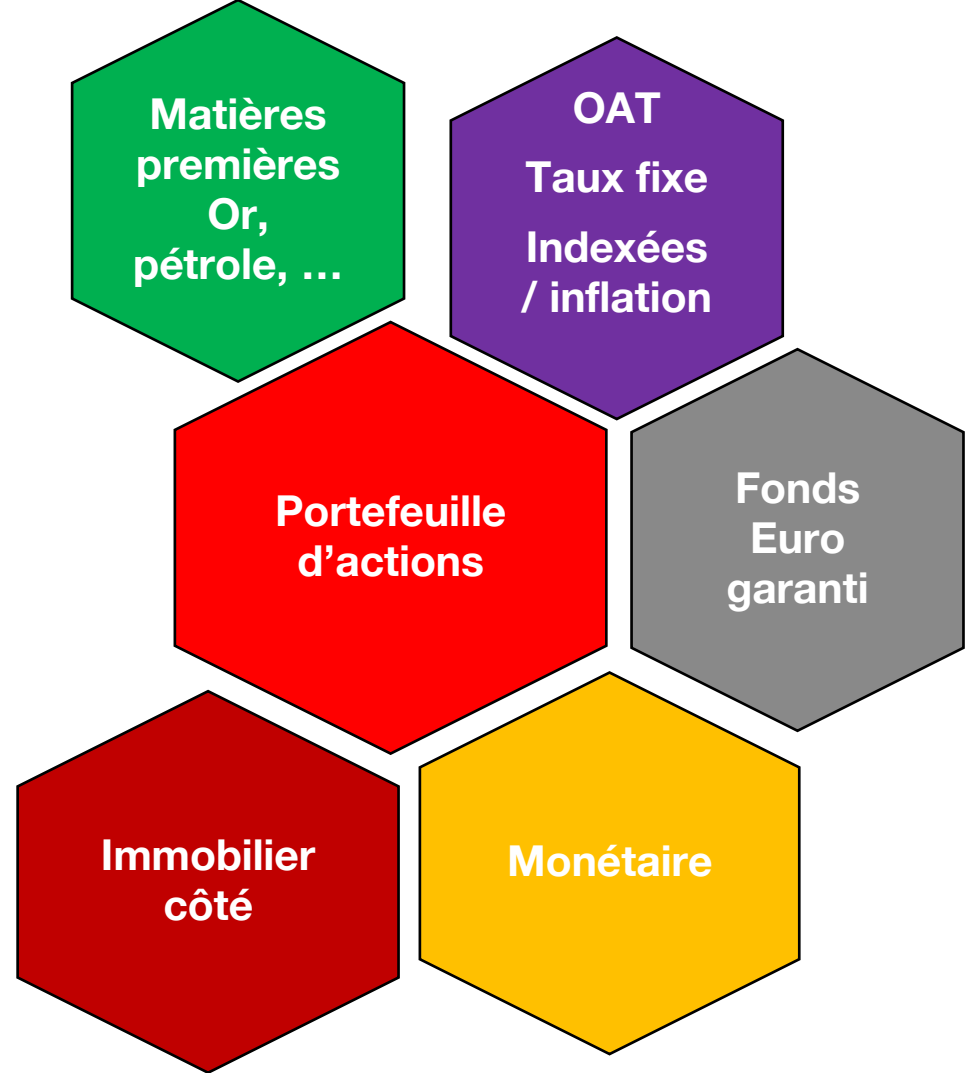 Matières
premières
Or,
pétrole, …
OAT
Taux fixe
Indexées
/ inflation
Portefeuille
d’actions
Fonds
Euro
garanti
Immobilier
côté
Monétaire